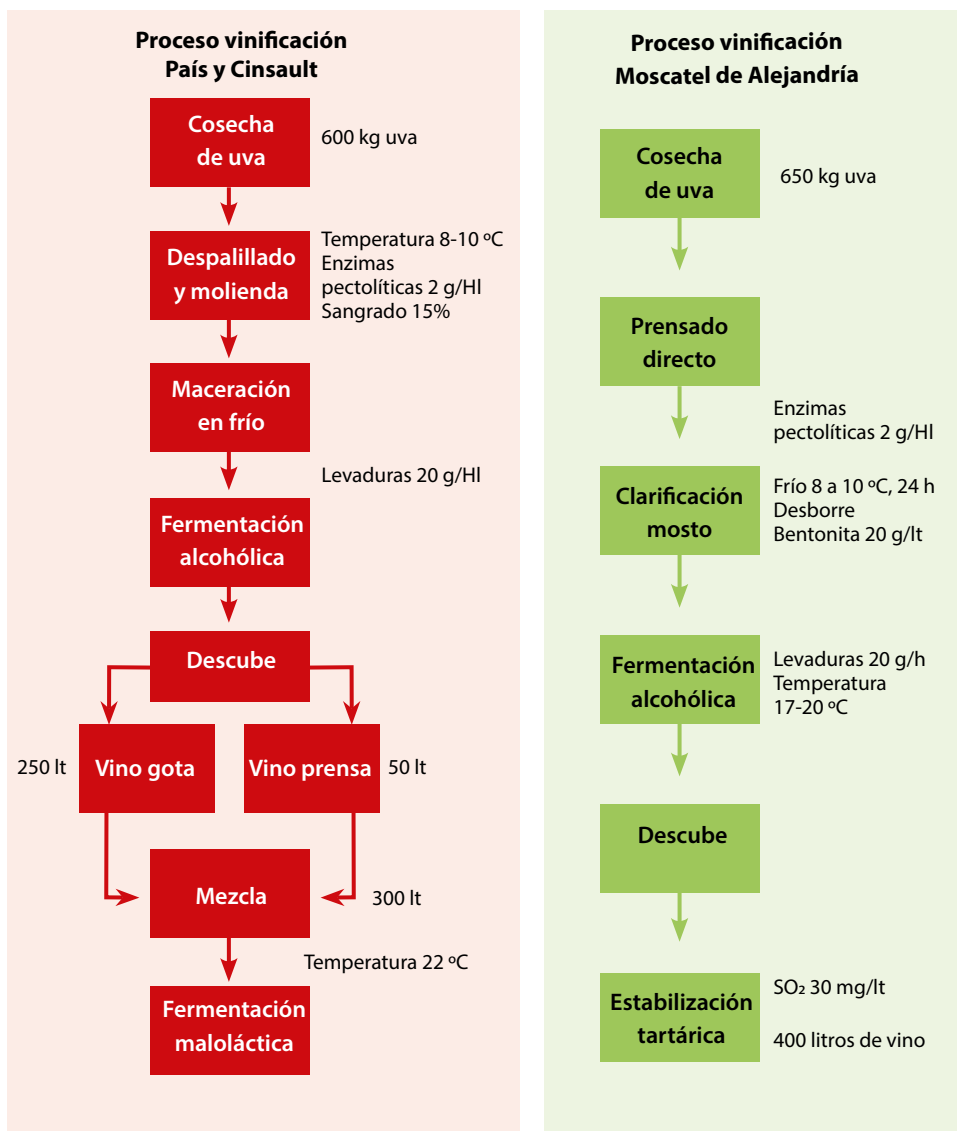 Proceso vinificación
País y Cinsault
Cosecha
de uva
600 kg uva
Despalillado
y molienda
Temperatura 8-10 ºC
Enzimas
pectolíticas 2 g/Hl
Sangrado 15%
Maceración
en frío
Levaduras 20 g/Hl
Fermentación
alcohólica
Descube
250 lt
Vino gota
Vino prensa
50 lt
Mezcla
300 lt
Temperatura 22 ºC
Fermentación
maloláctica
Proceso vinificación
Moscatel de Alejandría
Cosecha
de uva
650 kg uva
Prensado
directo
Enzimas
pectolíticas 2 g/Hl
Clarificación
mosto
Frío 8 a 10 ºC, 24 h
Desborre
Bentonita 20 g/lt
Fermentación
alcohólica
Levaduras 20 g/h
Temperatura
17-20 ºC
Descube
Estabilización
tartárica
SO₂ 30 mg/lt
400 litros de vino